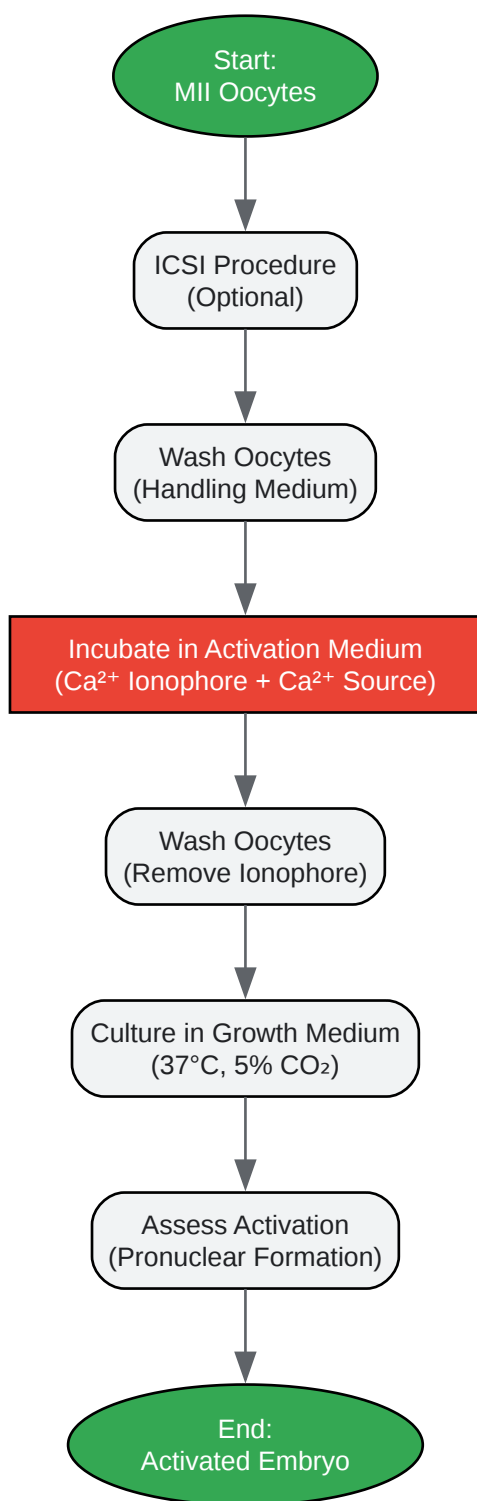 Start:
MII Oocytes
ICSI Procedure
(Optional)
Wash Oocytes
(Handling Medium)
Incubate in Activation Medium
(Ca²⁺ Ionophore + Ca²⁺ Source)
Wash Oocytes
(Remove Ionophore)
Culture in Growth Medium
(37°C, 5% CO₂)
Assess Activation
(Pronuclear Formation)
End:
Activated Embryo